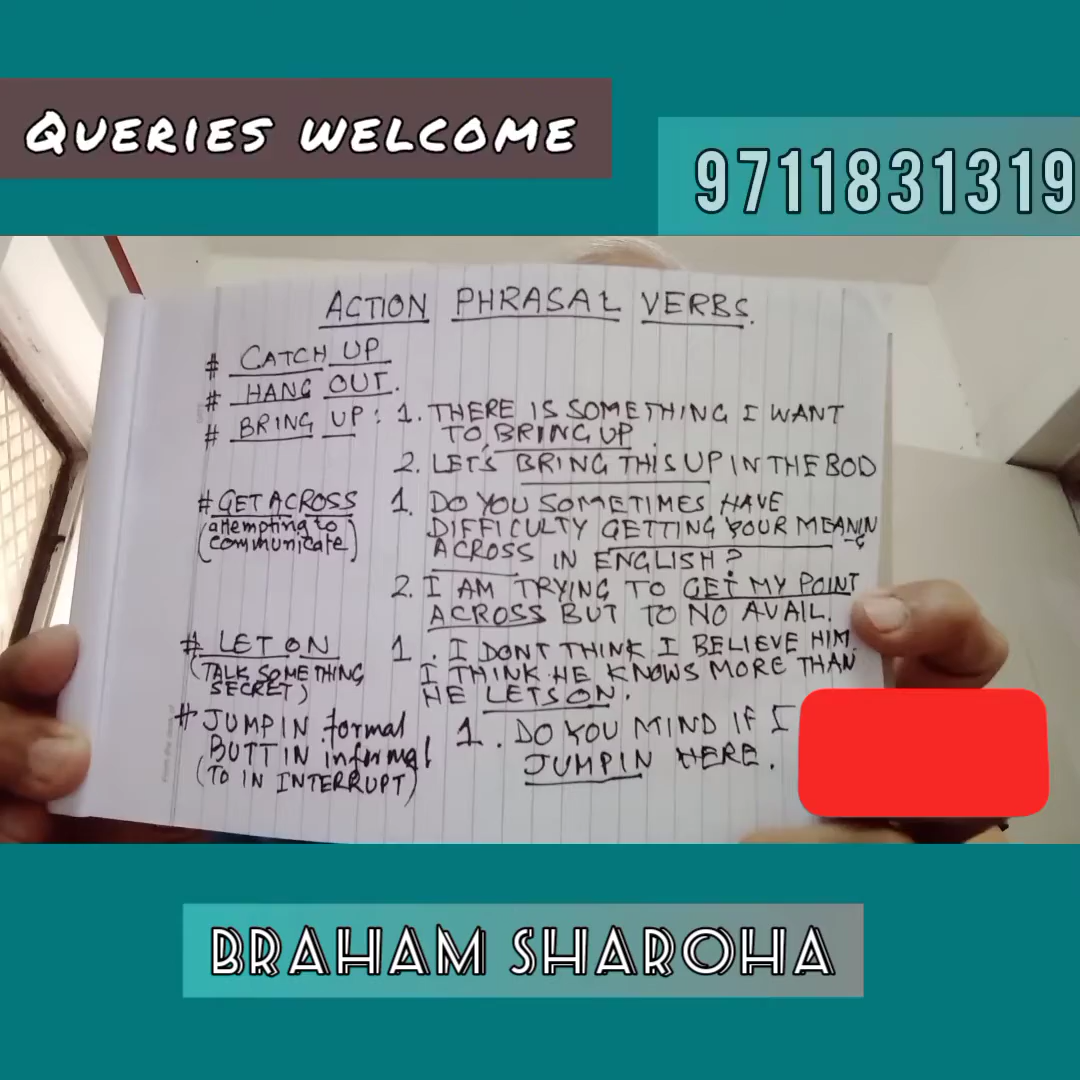 QUERIES WELCOME
9711831319
ACTION PHRASAL VERBS.
# CATCH UP
# HANG OUT.
# BRING UP: 1. THERE IS SOMETHING I WANT
TO BRING UP.
2. LET'S BRING THIS UP IN THE BOD
# GET ACROSS 1. DO YOU SOMETIMES HAVE
(attempting to DIFFICULTY GETTING YOUR MEANING
communicate) ACROSS IN ENGLISH?
2. I AM TRYING TO GET MY POINT
ACROSS BUT TO NO AVAIL.
# LET ON 1. I DONT THINK I BELIEVE HIM.
(TALK SOMETHING I THINK HE KNOWS MORE THAN
SECRET) HE LETS ON.
# JUMP IN formal 1. DO YOU MIND IF I
BUTT IN informal JUMP IN HERE.
(TO IN INTERRUPT)
BRAHAM SHAROHA